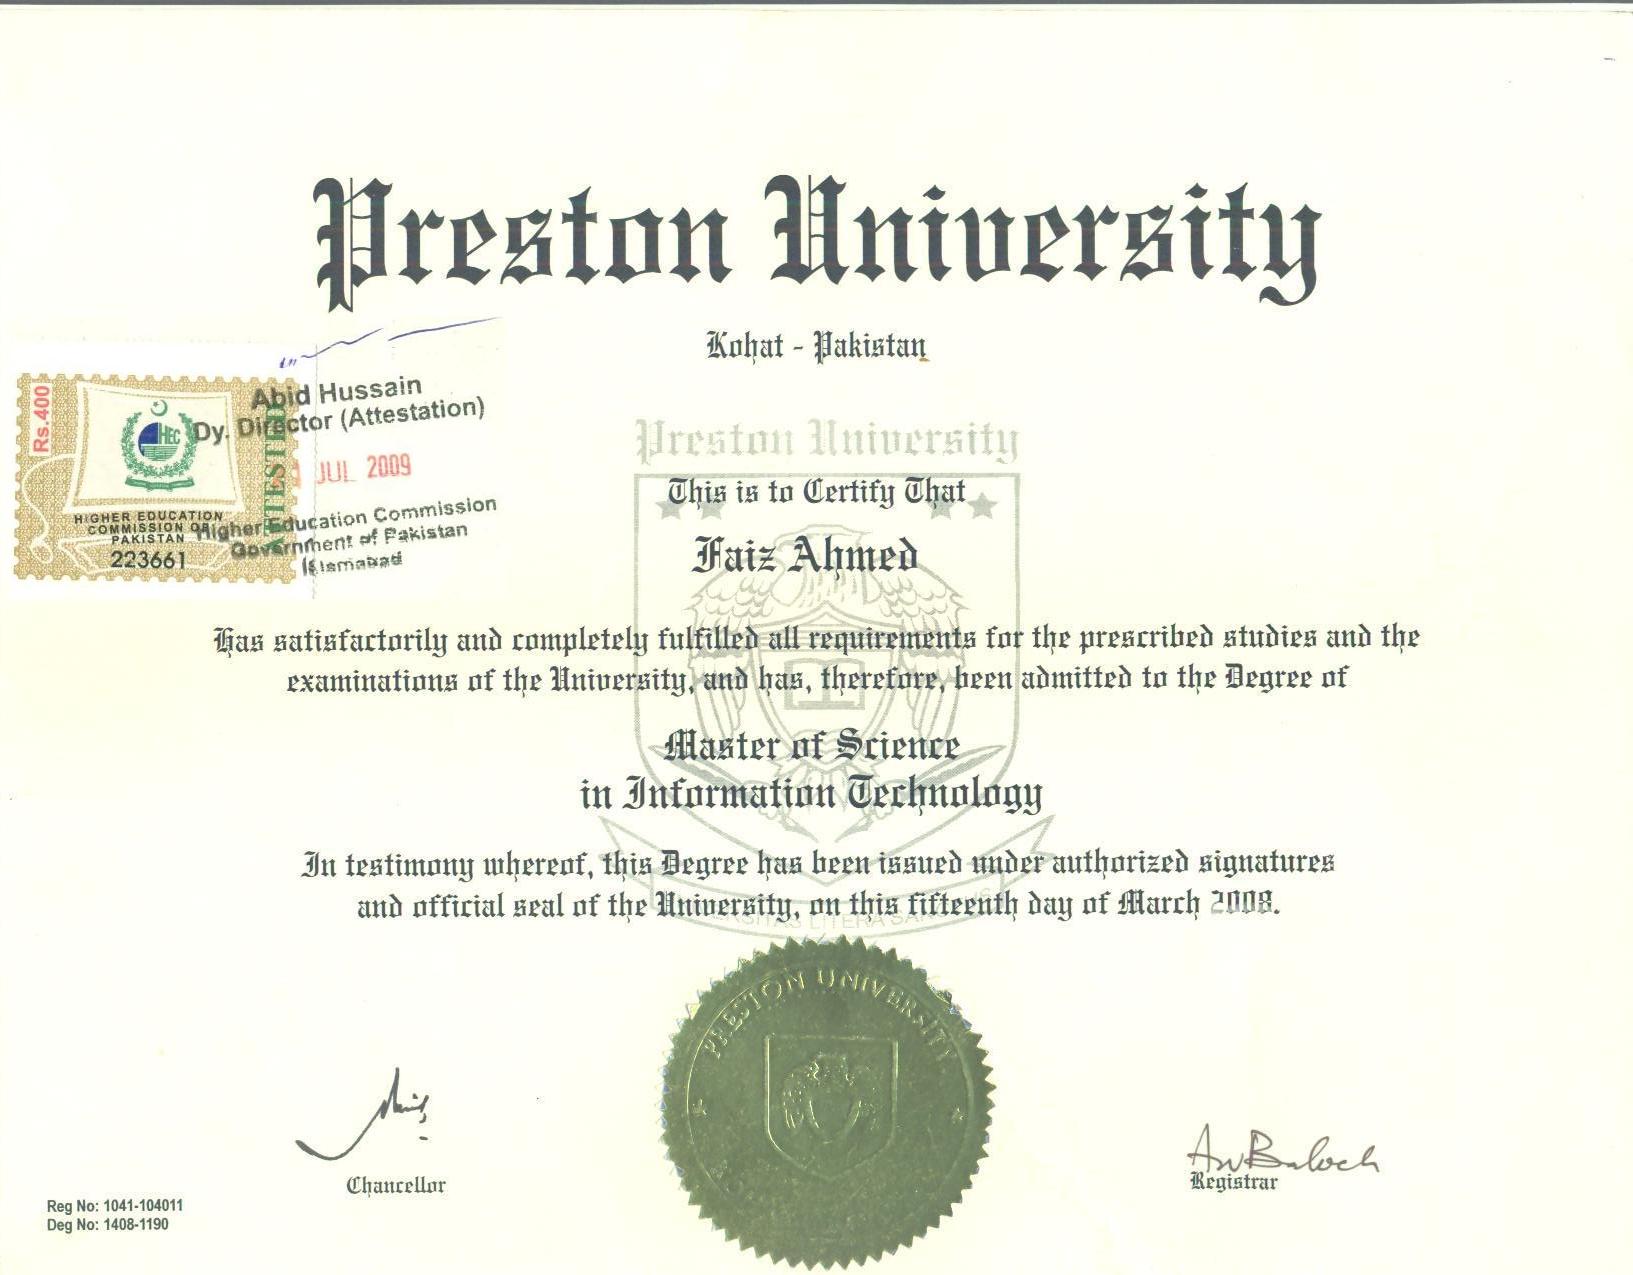 Preston University
Kohat - Pakistan
Rs.400
HEC
ATTESTED
HIGHER EDUCATION
COMMISSION OF
PAKISTAN
223661
Abid Hussain
Dy. Director (Attestation)
JUL 2009
Higher Education Commission
Government of Pakistan
Islamabad
Preston University
This is to Certify That
Faiz Ahmed
Has satisfactorily and completely fulfilled all requirements for the prescribed studies and the
examinations of the University, and has, therefore, been admitted to the Degree of
Master of Science
in Information Technology
In testimony whereof, this Degree has been issued under authorized signatures
and official seal of the University, on this fifteenth day of March 2008.
LITERA
PRESTON UNIVERSITY
Chancellor
Aw Baloch
Registrar
Reg No: 1041-104011
Deg No: 1408-1190